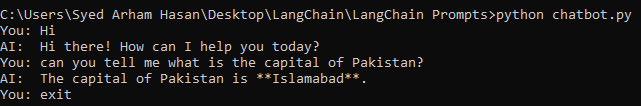 C:\Users\Syed Arham Hasan\Desktop\LangChain\LangChain Prompts>python chatbot.py
You: Hi
AI:  Hi there! How can I help you today?
You: can you tell me what is the capital of Pakistan?
AI:  The capital of Pakistan is **Islamabad**.
You: exit